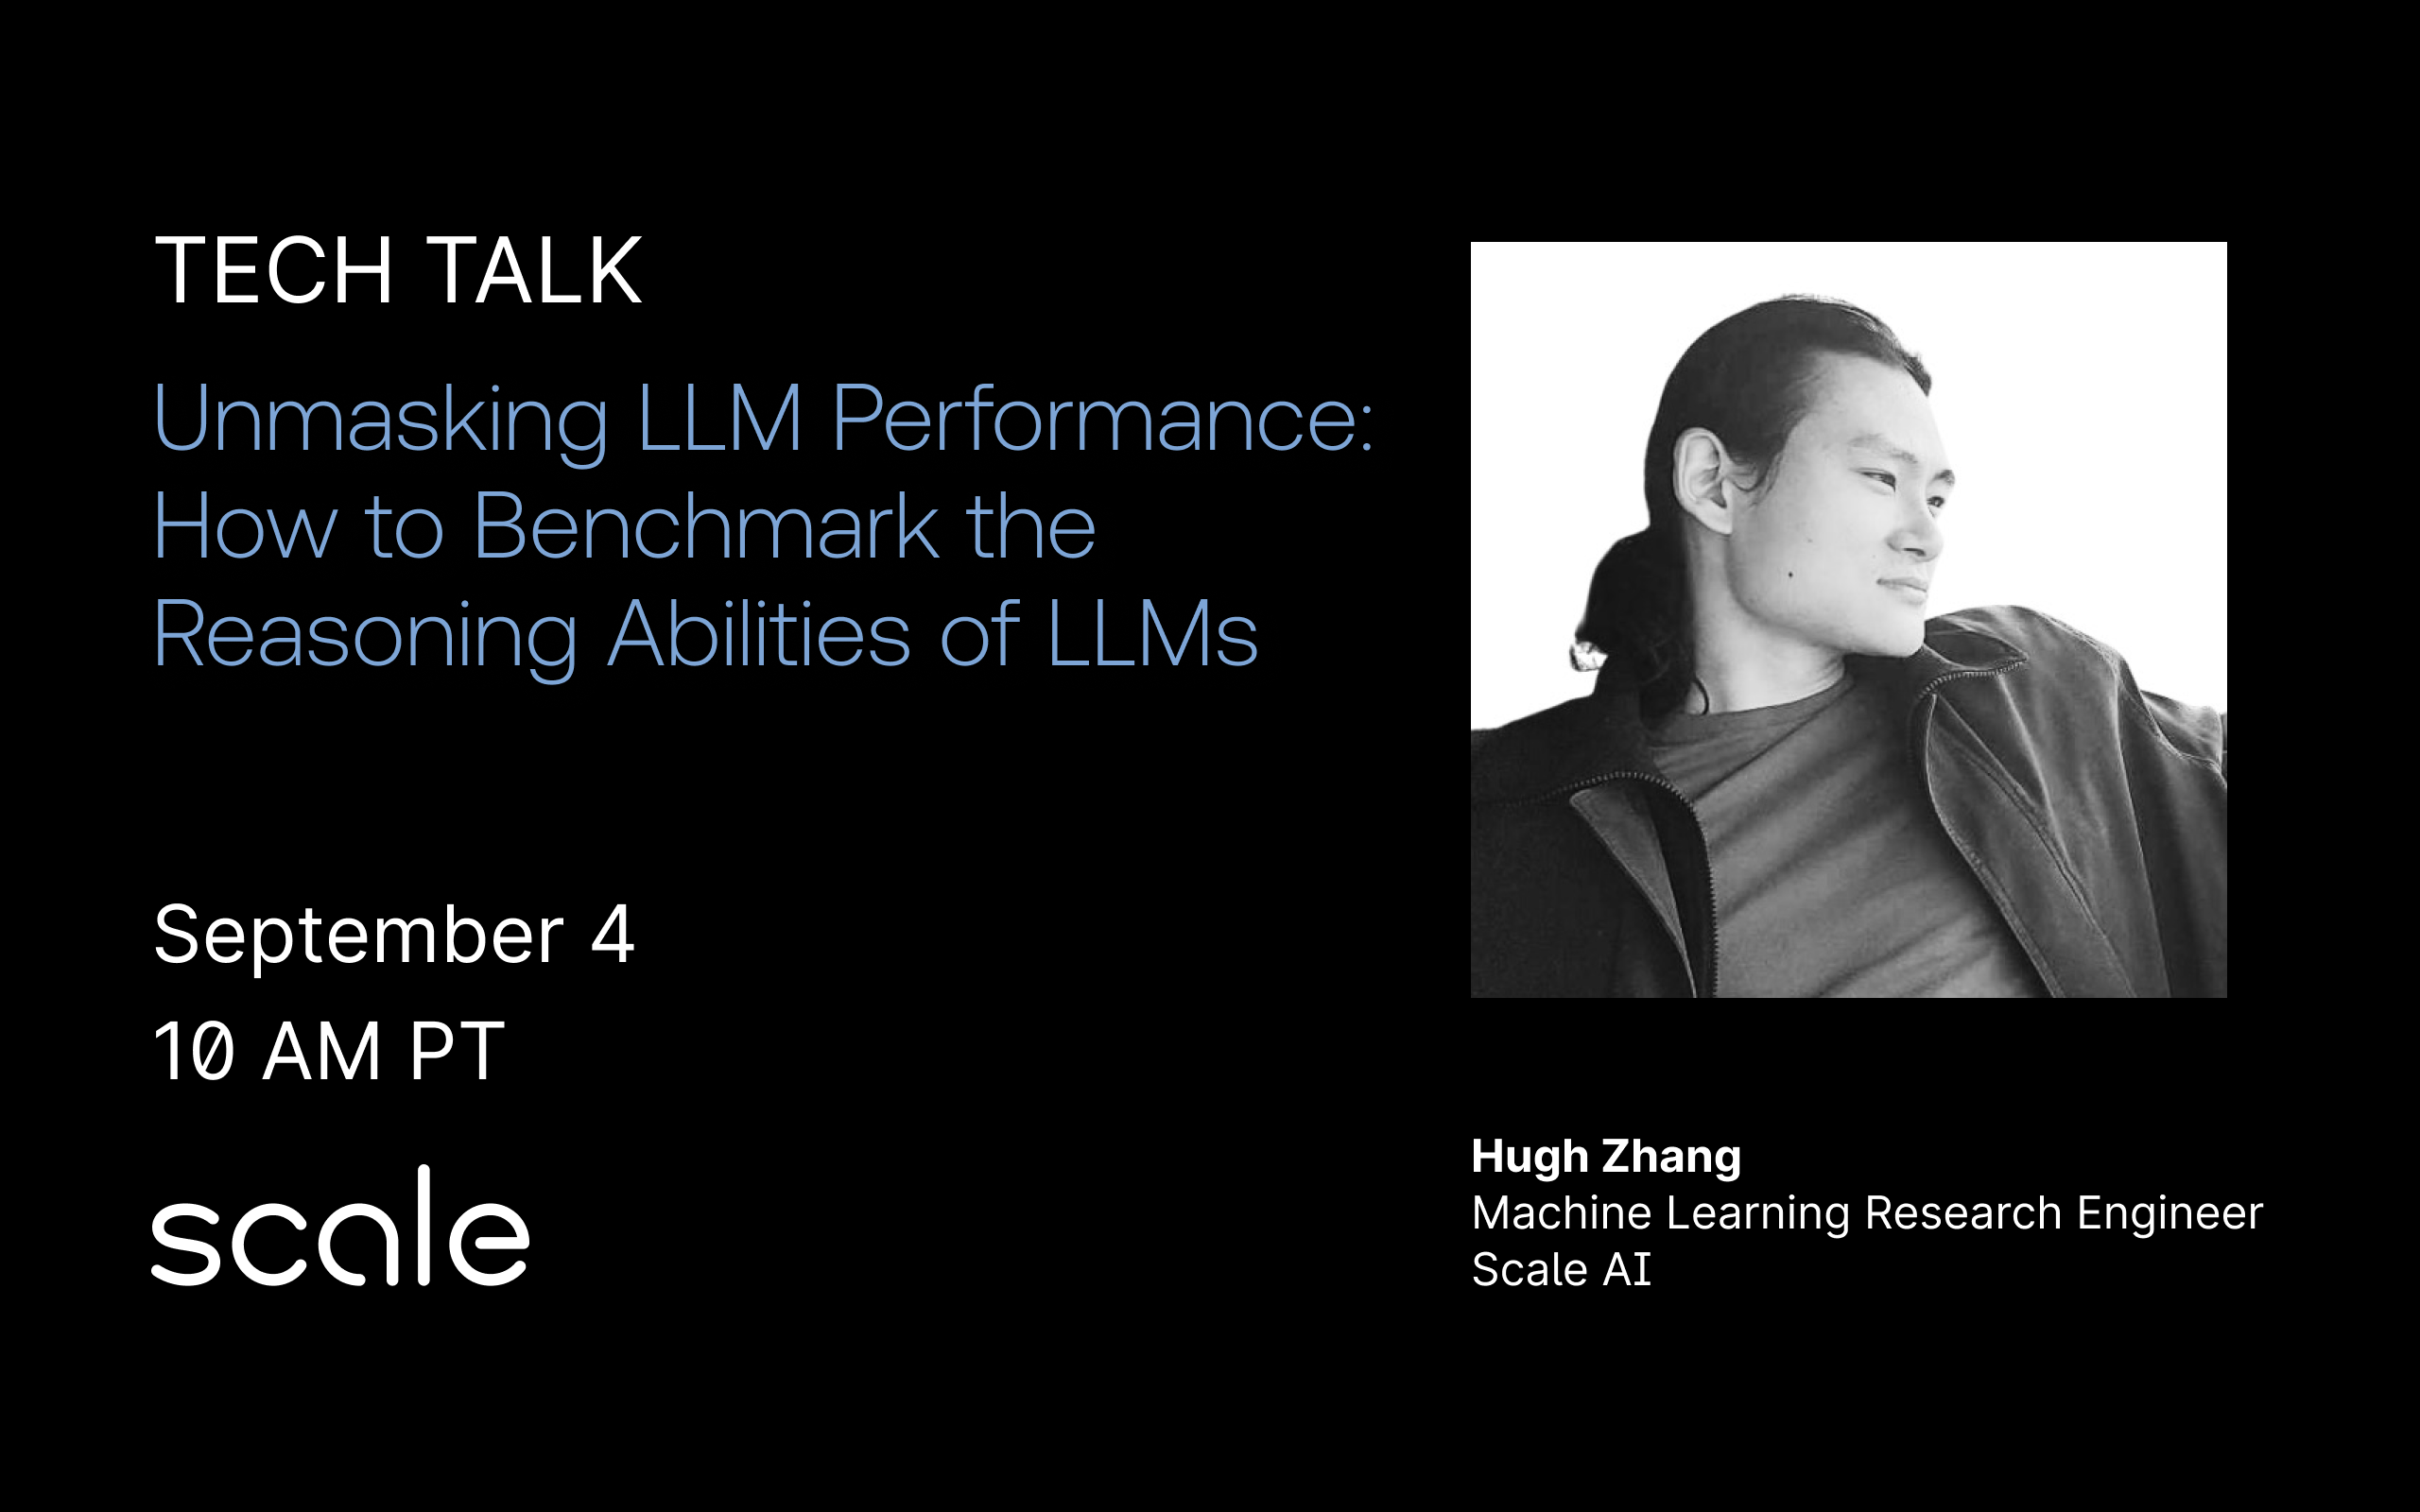 TECH TALK
Unmasking LLM Performance:
How to Benchmark the
Reasoning Abilities of LLMs
September 4
10 AM PT
scale
Hugh Zhang
Machine Learning Research Engineer
Scale AI